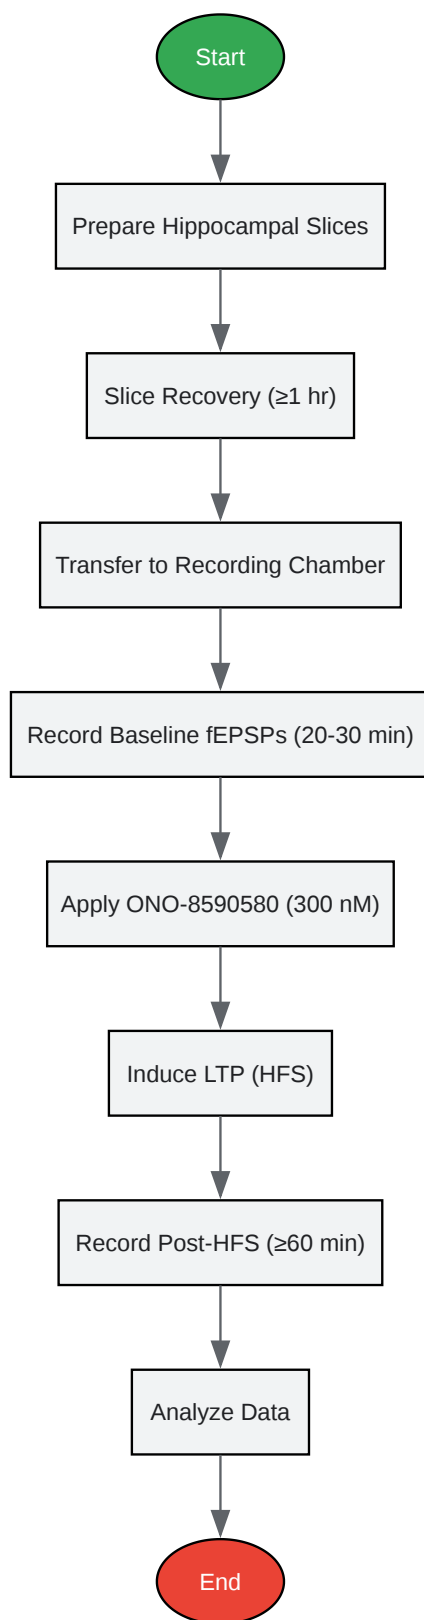 Start
Prepare Hippocampal Slices
Slice Recovery (≥1 hr)
Transfer to Recording Chamber
Record Baseline fEPSPs (20-30 min)
Apply ONO-8590580 (300 nM)
Induce LTP (HFS)
Record Post-HFS (≥60 min)
Analyze Data
End